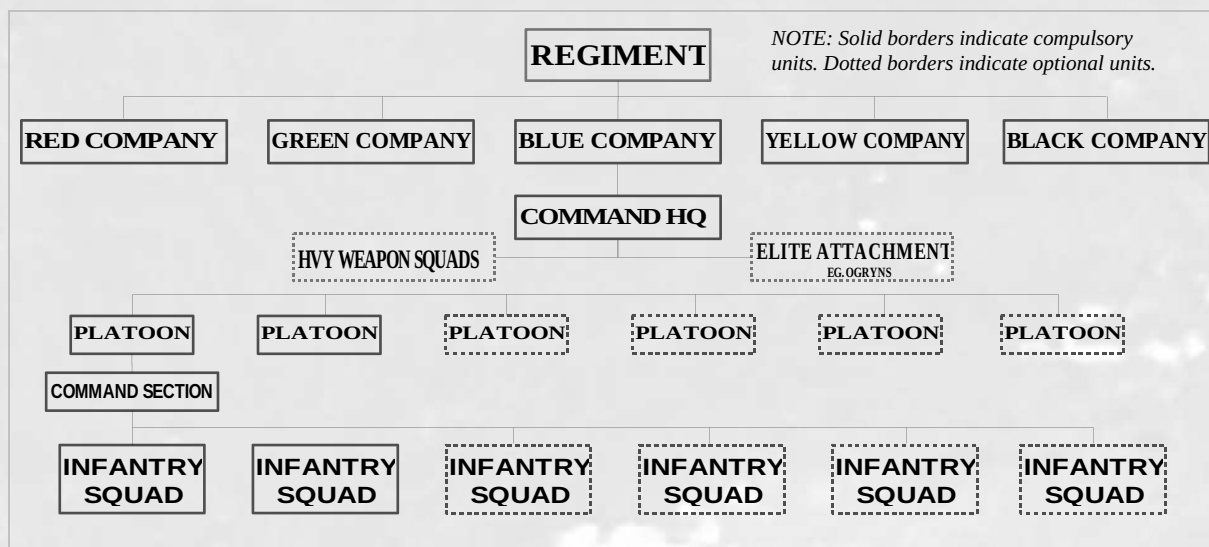 REGIMENT
NOTE: Solid borders indicate compulsory
units. Dotted borders indicate optional units.
RED COMPANY
GREEN COMPANY
BLUE COMPANY
YELLOW COMPANY
BLACK COMPANY
COMMAND HQ
HVY WEAPON SQUADS
ELITE ATTACHMENT
EG. OGRYNS
PLATOON
PLATOON
PLATOON
PLATOON
PLATOON
PLATOON
COMMAND SECTION
INFANTRY
SQUAD
INFANTRY
SQUAD
INFANTRY
SQUAD
INFANTRY
SQUAD
INFANTRY
SQUAD
INFANTRY
SQUAD